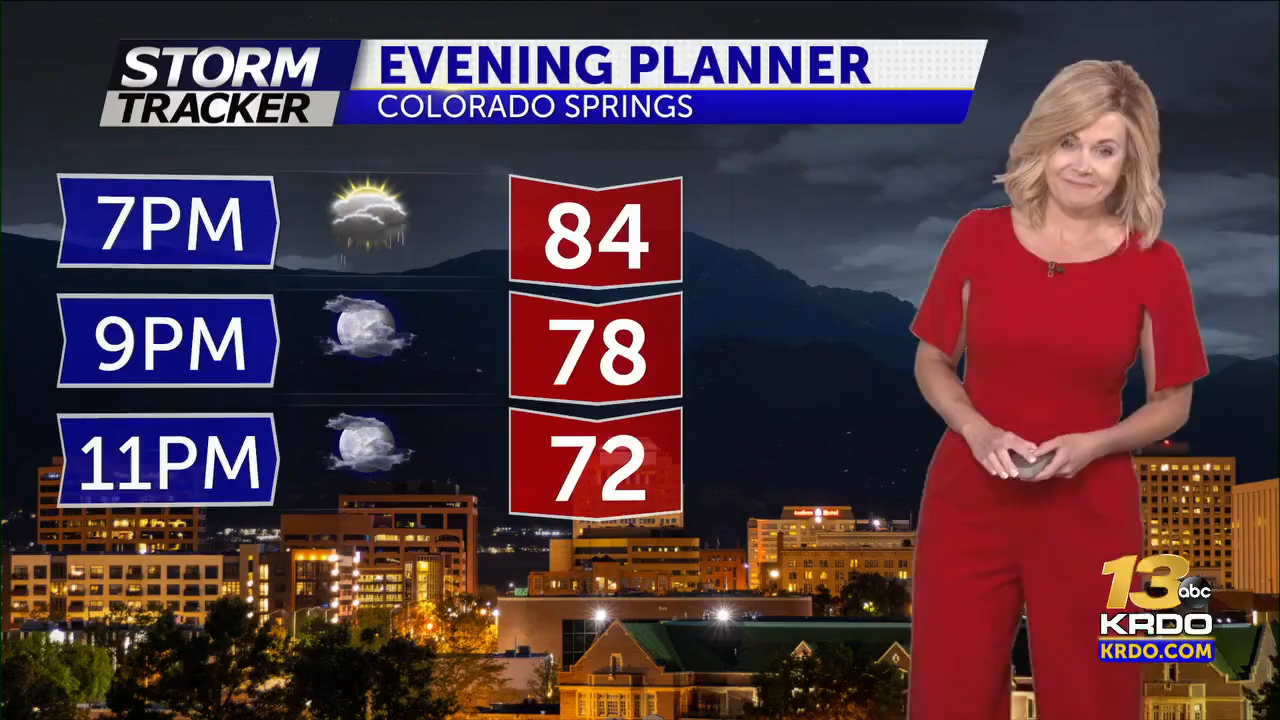 STORM
TRACKER
EVENING PLANNER
COLORADO SPRINGS
7PM
84
9PM
78
11PM
72
13
abc
KRDO
KRDO.COM